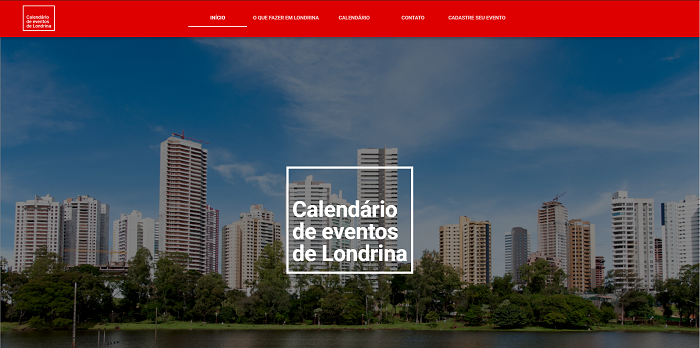 Calendário
de eventos
de Londrina
INÍCIO
O QUE FAZER EM LONDRINA
CALENDÁRIO
CONTATO
CADASTRE SEU EVENTO
Calendário
de eventos
de Londrina